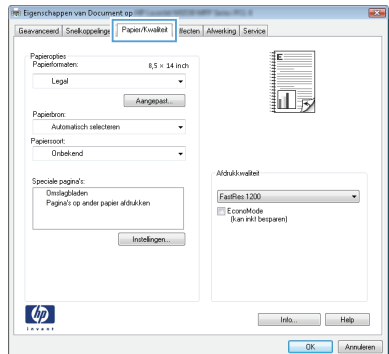 Eigenschappen van Document op
Geavanceerd Snelkoppelingen Papier/Kwaliteit ffecten Afwerking Service
Papieropties
Papierformaten: 8,5 × 14 inch
Legal
Aangepast...
Papierbron:
Automatisch selecteren
Papiersoort:
Onbekend
Speciale pagina's:
Omslagbladen
Pagina's op ander papier afdrukken
Instellingen...
E
Afdrukkwaliteit
FastRes 1200
EconoMode
(kan inkt besparen)
hp
invent
Info... Help
OK Annuleren